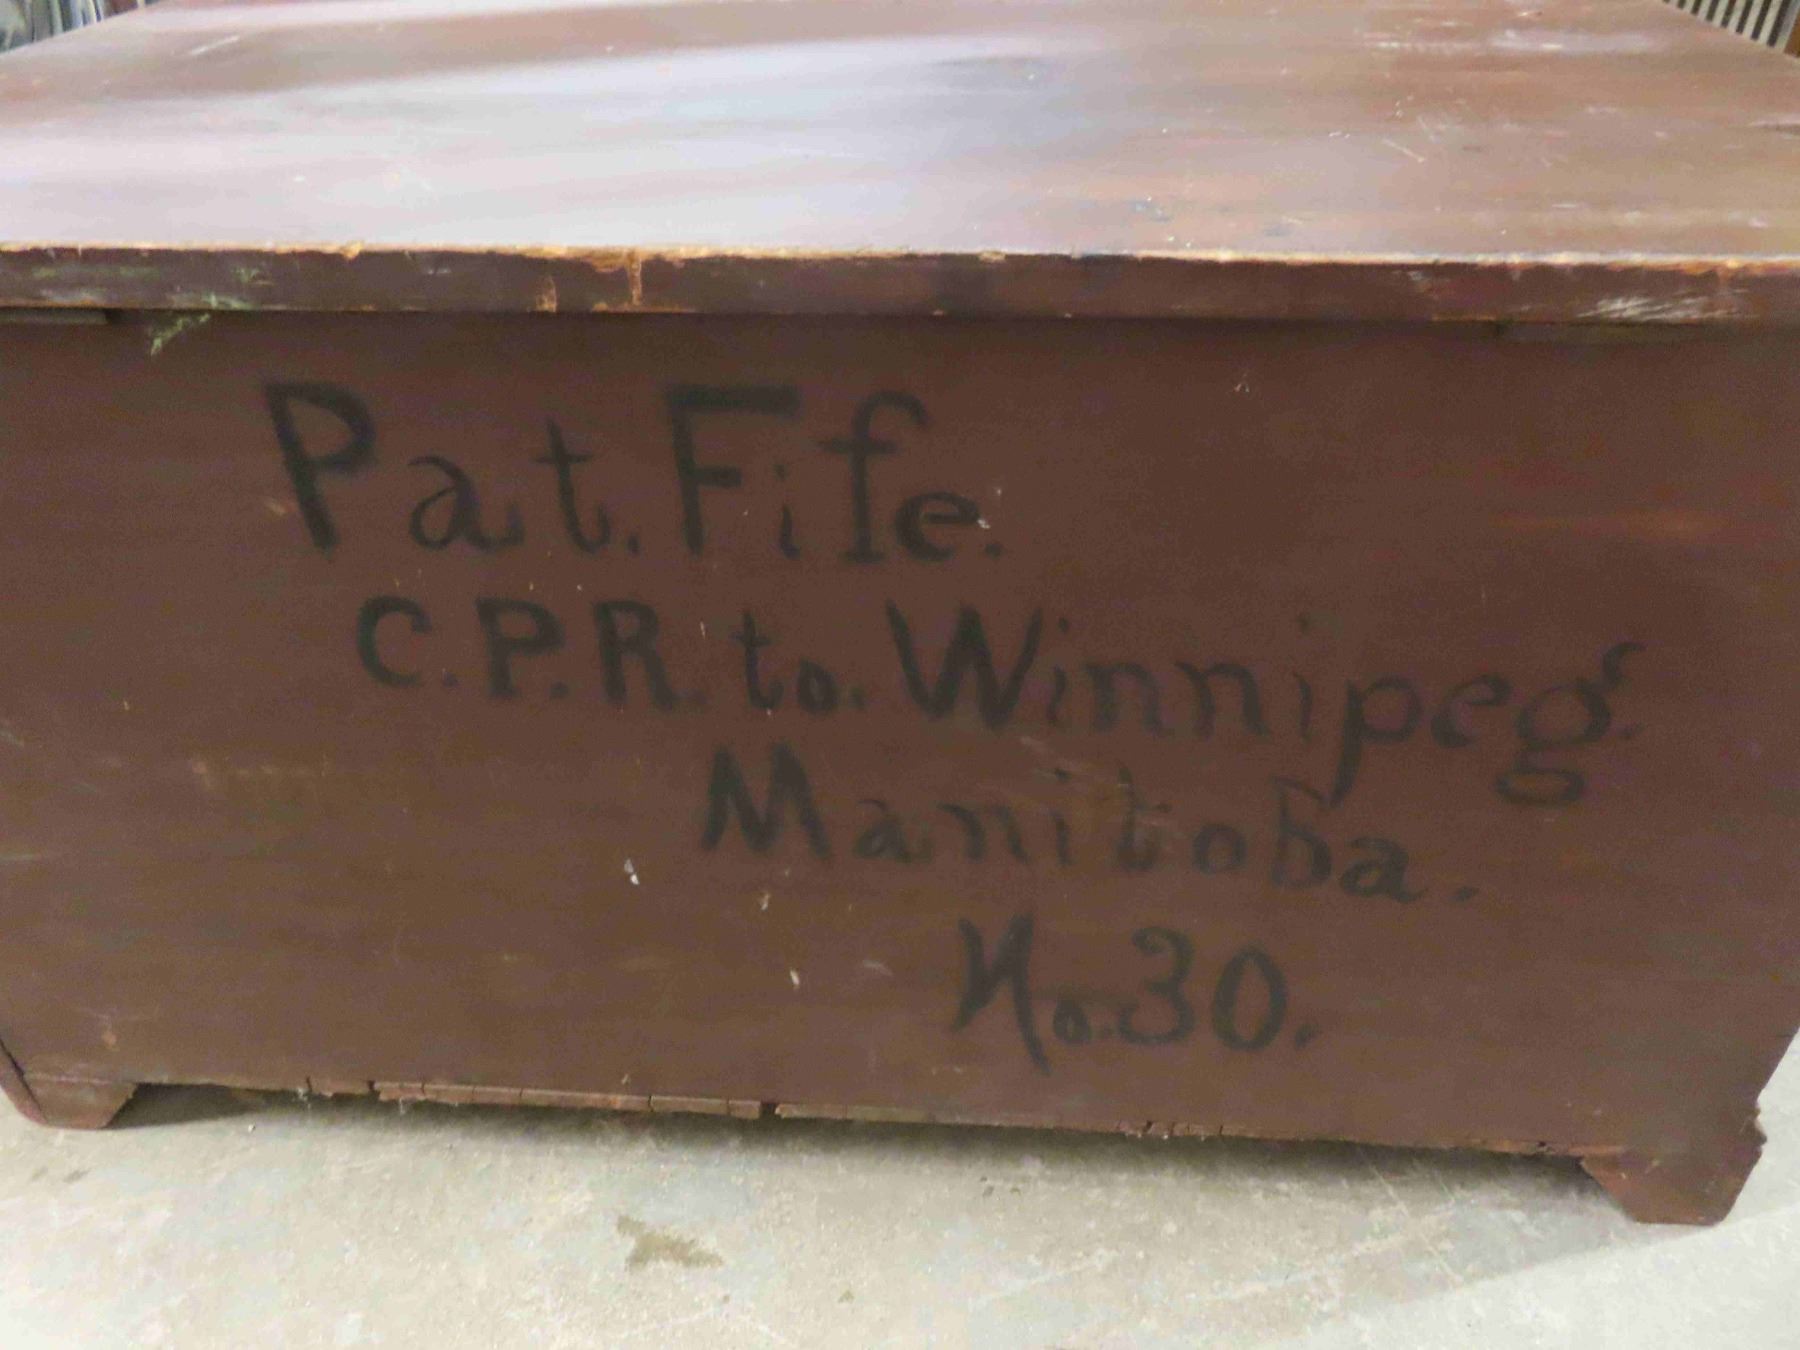 Pat. Fife.
C.P.R. to. Winnipeg.
Manitoba.
No. 30.